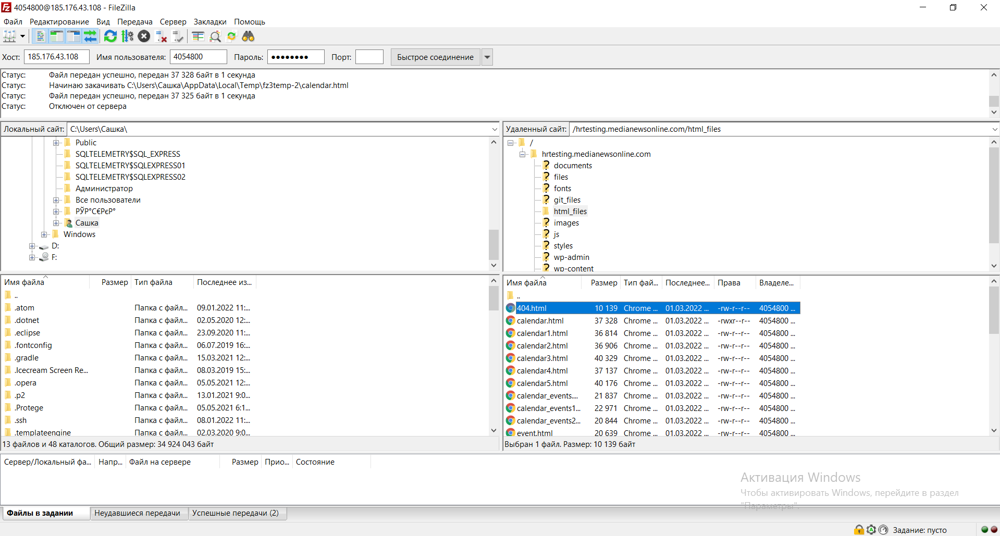 4054800@185.176.43.108 - FileZilla
Файл Редактирование Вид Передача Сервер Закладки Помощь
Хост: 185.176.43.108 Имя пользователя: 4054800 Пароль: ●●●●●●●● Порт: Быстрое соединение
Статус: Файл передан успешно, передан 37 328 байт в 1 секунда
Статус: Начинаю закачивать C:\Users\Сашка\AppData\Local\Temp\fz3temp-2\calendar.html
Статус: Файл передан успешно, передан 37 325 байт в 1 секунда
Статус: Отключен от сервера
Локальный сайт: C:\Users\Сашка\
Public
SQLTELEMETRY$SQL_EXPRESS
SQLTELEMETRY$SQLEXPRESS01
SQLTELEMETRY$SQLEXPRESS02
Администратор
Все пользователи
РЎР°С€РєР°
Сашка
Windows
D:
F:
Удаленный сайт: /hrtesting.medianewsonline.com/html_files
/
hrtesting.medianewsonline.com
documents
files
fonts
git_files
html_files
images
js
styles
wp-admin
wp-content
Имя файла Размер Тип файла Последнее из...
..
.atom Папка с файл... 09.01.2022 11:...
.dotnet Папка с файл... 02.05.2020 12:...
.eclipse Папка с файл... 23.09.2020 11:...
.fontconfig Папка с файл... 06.07.2019 16:...
.gradle Папка с файл... 15.03.2021 12:...
.Icecream Screen Re... Папка с файл... 08.03.2019 15:...
.opera Папка с файл... 05.05.2021 12:...
.p2 Папка с файл... 13.01.2021 9:0...
.Protege Папка с файл... 05.05.2021 6:1...
.ssh Папка с файл... 08.01.2022 11:...
.templateengine Папка с файл... 02.03.2020 9:0...
13 файлов и 48 каталогов. Общий размер: 34 924 043 байт
Имя файла Размер Тип фай... Последнее... Права Владеле...
..
404.html 10 139 Chrome ... 01.03.2022 ... -rw-r--r-- 4054800 ...
calendar.html 37 328 Chrome ... 01.03.2022 ... -rwxr--r-- 4054800 ...
calendar1.html 36 814 Chrome ... 01.03.2022 ... -rw-r--r-- 4054800 ...
calendar2.html 36 906 Chrome ... 01.03.2022 ... -rw-r--r-- 4054800 ...
calendar3.html 40 329 Chrome ... 01.03.2022 ... -rw-r--r-- 4054800 ...
calendar4.html 37 137 Chrome ... 01.03.2022 ... -rw-r--r-- 4054800 ...
calendar5.html 40 176 Chrome ... 01.03.2022 ... -rw-r--r-- 4054800 ...
calendar_events.... 21 837 Chrome ... 01.03.2022 ... -rw-r--r-- 4054800 ...
calendar_events1... 22 971 Chrome ... 01.03.2022 ... -rw-r--r-- 4054800 ...
calendar_events2... 20 844 Chrome ... 01.03.2022 ... -rw-r--r-- 4054800 ...
event.html 20 639 Chrome ... 01.03.2022 ... -rw-r--r-- 4054800 ...
Выбран 1 файл. Размер: 10 139 байт
Сервер/Локальный фа... Напр... Файл на сервере Размер Прио... Состояние
Активация Windows
Чтобы активировать Windows, перейдите в раздел
"Параметры".
Файлы в задании Неудавшиеся передачи Успешные передачи (2)
Задание: пусто